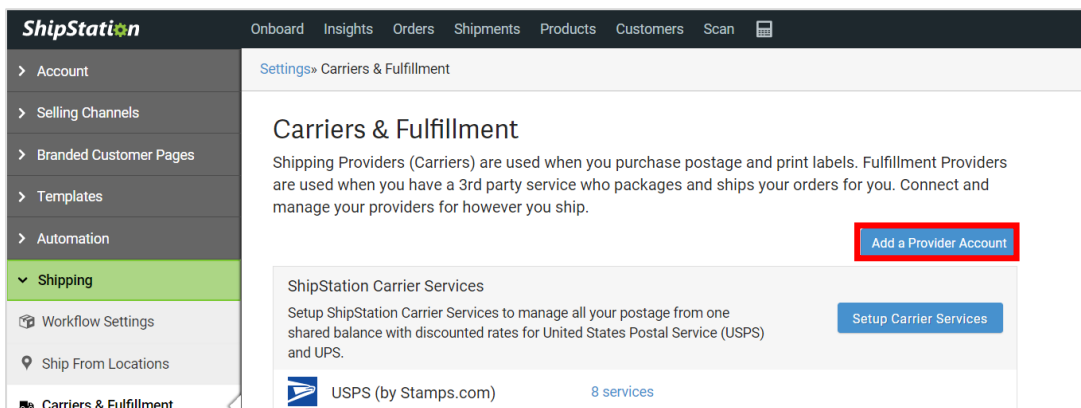 ShipStation
Onboard Insights Orders Shipments Products Customers Scan
Account
Selling Channels
Branded Customer Pages
Templates
Automation
Shipping
Workflow Settings
Ship From Locations
Carriers & Fulfillment
Settings» Carriers & Fulfillment
Carriers & Fulfillment
Shipping Providers (Carriers) are used when you purchase postage and print labels. Fulfillment Providers
are used when you have a 3rd party service who packages and ships your orders for you. Connect and
manage your providers for however you ship.
Add a Provider Account
ShipStation Carrier Services
Setup ShipStation Carrier Services to manage all your postage from one
shared balance with discounted rates for United States Postal Service (USPS)
and UPS.
Setup Carrier Services
USPS (by Stamps.com) 8 services